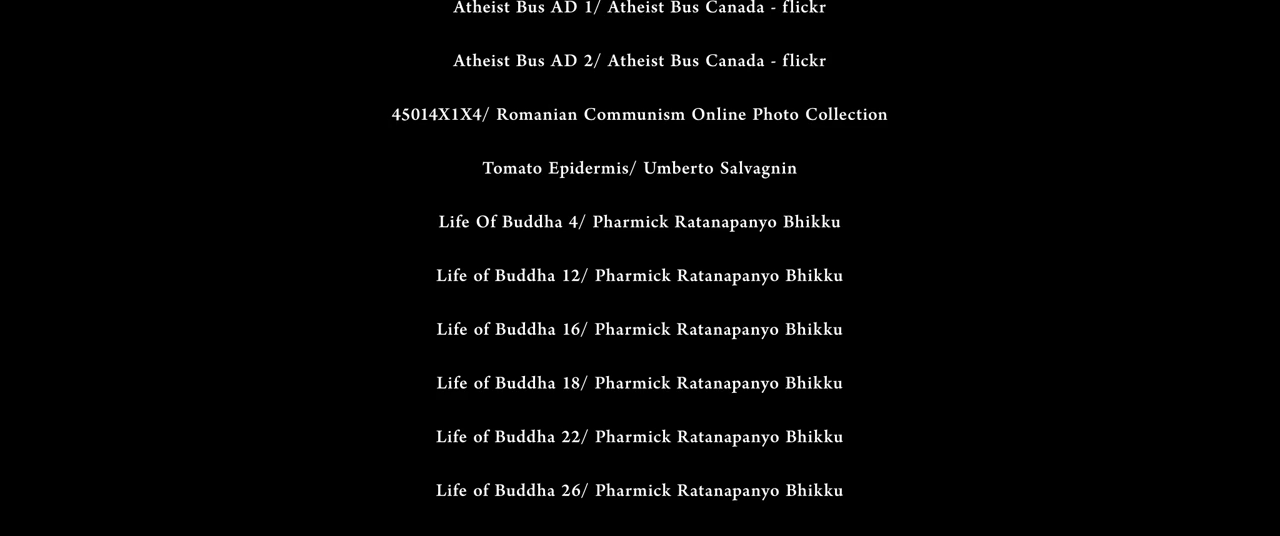 Atheist Bus AD 1/ Atheist Bus Canada - flickr
Atheist Bus AD 2/ Atheist Bus Canada - flickr
45014X1X4/ Romanian Communism Online Photo Collection
Tomato Epidermis/ Umberto Salvagnin
Life Of Buddha 4/ Pharmick Ratanapanyo Bhikku
Life of Buddha 12/ Pharmick Ratanapanyo Bhikku
Life of Buddha 16/ Pharmick Ratanapanyo Bhikku
Life of Buddha 18/ Pharmick Ratanapanyo Bhikku
Life of Buddha 22/ Pharmick Ratanapanyo Bhikku
Life of Buddha 26/ Pharmick Ratanapanyo Bhikku